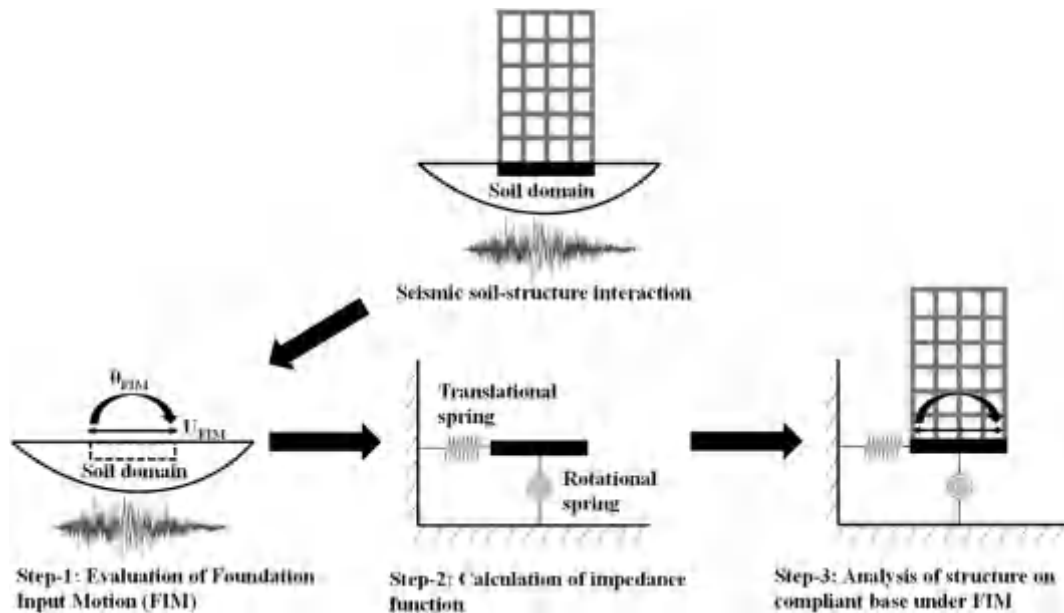 Soil domain
Seismic soil-structure interaction
θFIM
UFIM
Soil domain
Step-1: Evaluation of Foundation
Input Motion (FIM)
Translational
spring
Rotational
spring
Step-2: Calculation of impedance
function
Step-3: Analysis of structure on
compliant base under FIM